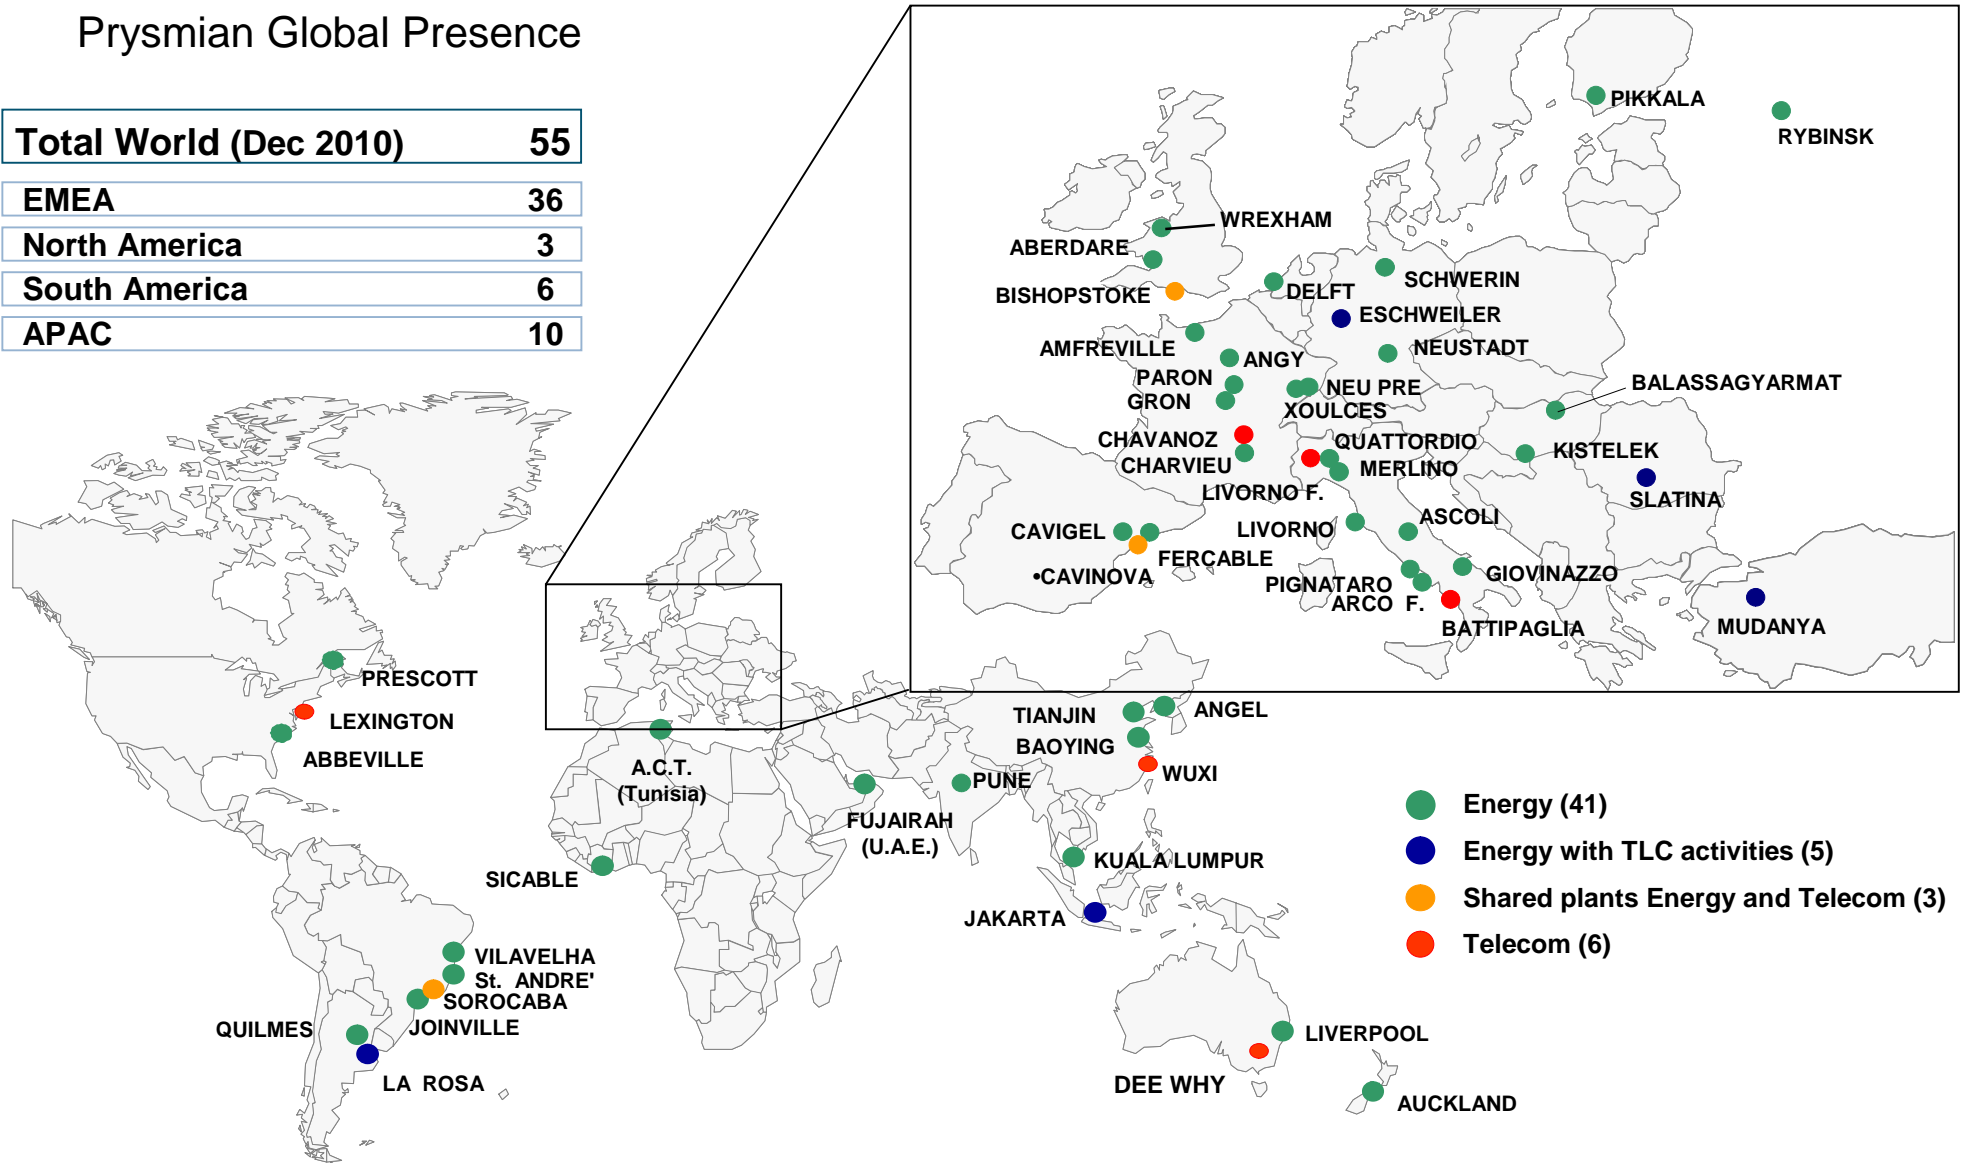 Prysmian Global Presence
Total World (Dec 2010) 55
EMEA 36
North America 3
South America 6
APAC 10
PIKKALA
RYBINSK
WREXHAM
ABERDARE
BISHOPSTOKE
DELFT
SCHWERIN
ESCHWEILER
AMFREVILLE
ANGY
NEUSTADT
PARON
GRON
NEU PRE
XOULCES
BALASSAGYARMAT
CHAVANOZ
CHARVIEU
QUATTORDIO
MERLINO
KISTELEK
LIVORNO F.
SLATINA
CAVIGEL
LIVORNO
ASCOLI
FERCABLE
•CAVINOVA
PIGNATARO
ARCO F.
GIOVINAZZO
BATTIPAGLIA
MUDANYA
PRESCOTT
LEXINGTON
ABBEVILLE
A.C.T.
(Tunisia)
TIANJIN
ANGEL
BAOYING
WUXI
PUNE
FUJAIRAH
(U.A.E.)
SICABLE
KUALA LUMPUR
JAKARTA
VILAVELHA
St. ANDRE'
SOROCABA
JOINVILLE
QUILMES
LA ROSA
LIVERPOOL
DEE WHY
AUCKLAND
Energy (41)
Energy with TLC activities (5)
Shared plants Energy and Telecom (3)
Telecom (6)